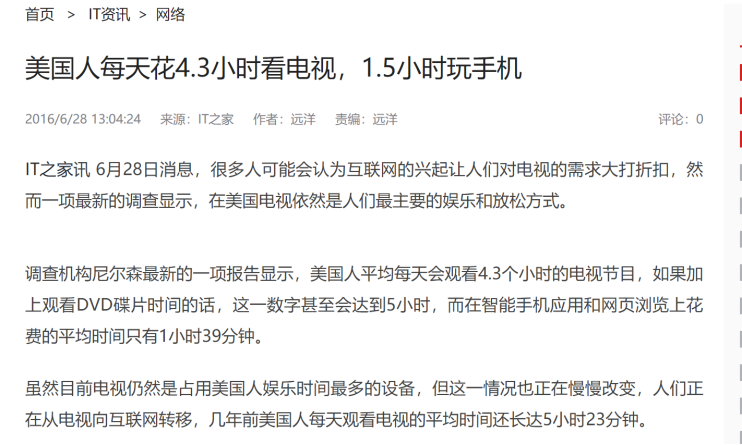 首页 > IT资讯 > 网络
美国人每天花4.3小时看电视，1.5小时玩手机
2016/6/28 13:04:24 来源：IT之家 作者：远洋 责编：远洋 评论：0
IT之家讯 6月28日消息，很多人可能会认为互联网的兴起让人们对电视的需求大打折扣，然
而一项最新的调查显示，在美国电视依然是人们最主要的娱乐和放松方式。
调查机构尼尔森最新的一项报告显示，美国人平均每天会观看4.3个小时的电视节目，如果加
上观看DVD碟片时间的话，这一数字甚至会达到5小时，而在智能手机应用和网页浏览上花
费的平均时间只有1小时39分钟。
虽然目前电视仍然是占用美国人娱乐时间最多的设备，但这一情况也正在慢慢改变，人们正
在从电视向互联网转移，几年前美国人每天观看电视的平均时间还长达5小时23分钟。